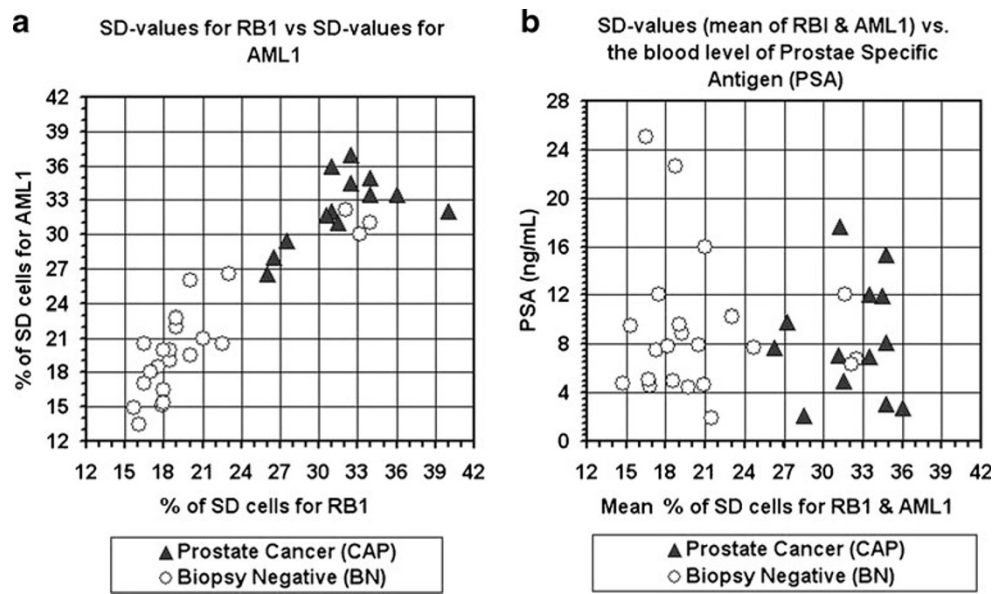 a
SD-values for RB1 vs SD-values for
AML1
% of SD cells for AML1
42
39
36
33
30
27
24
21
18
15
12
12 15 18 21 24 27 30 33 36 39 42
% of SD cells for RB1
▲ Prostate Cancer (CAP)
○ Biopsy Negative (BN)
b
SD-values (mean of RBI & AML1) vs.
the blood level of Prostae Specific
Antigen (PSA)
PSA (ng/mL)
28
24
20
16
12
8
4
0
12 15 18 21 24 27 30 33 36 39 42
Mean % of SD cells for RB1 & AML1
▲ Prostate Cancer (CAP)
○ Biopsy Negative (BN)